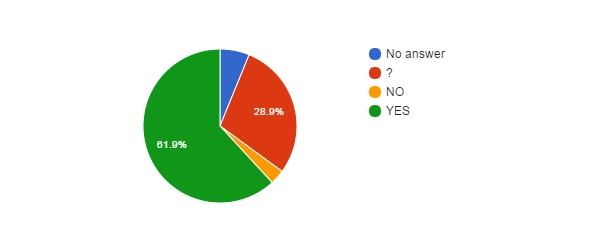 No answer
?
NO
YES
28.9%
61.9%